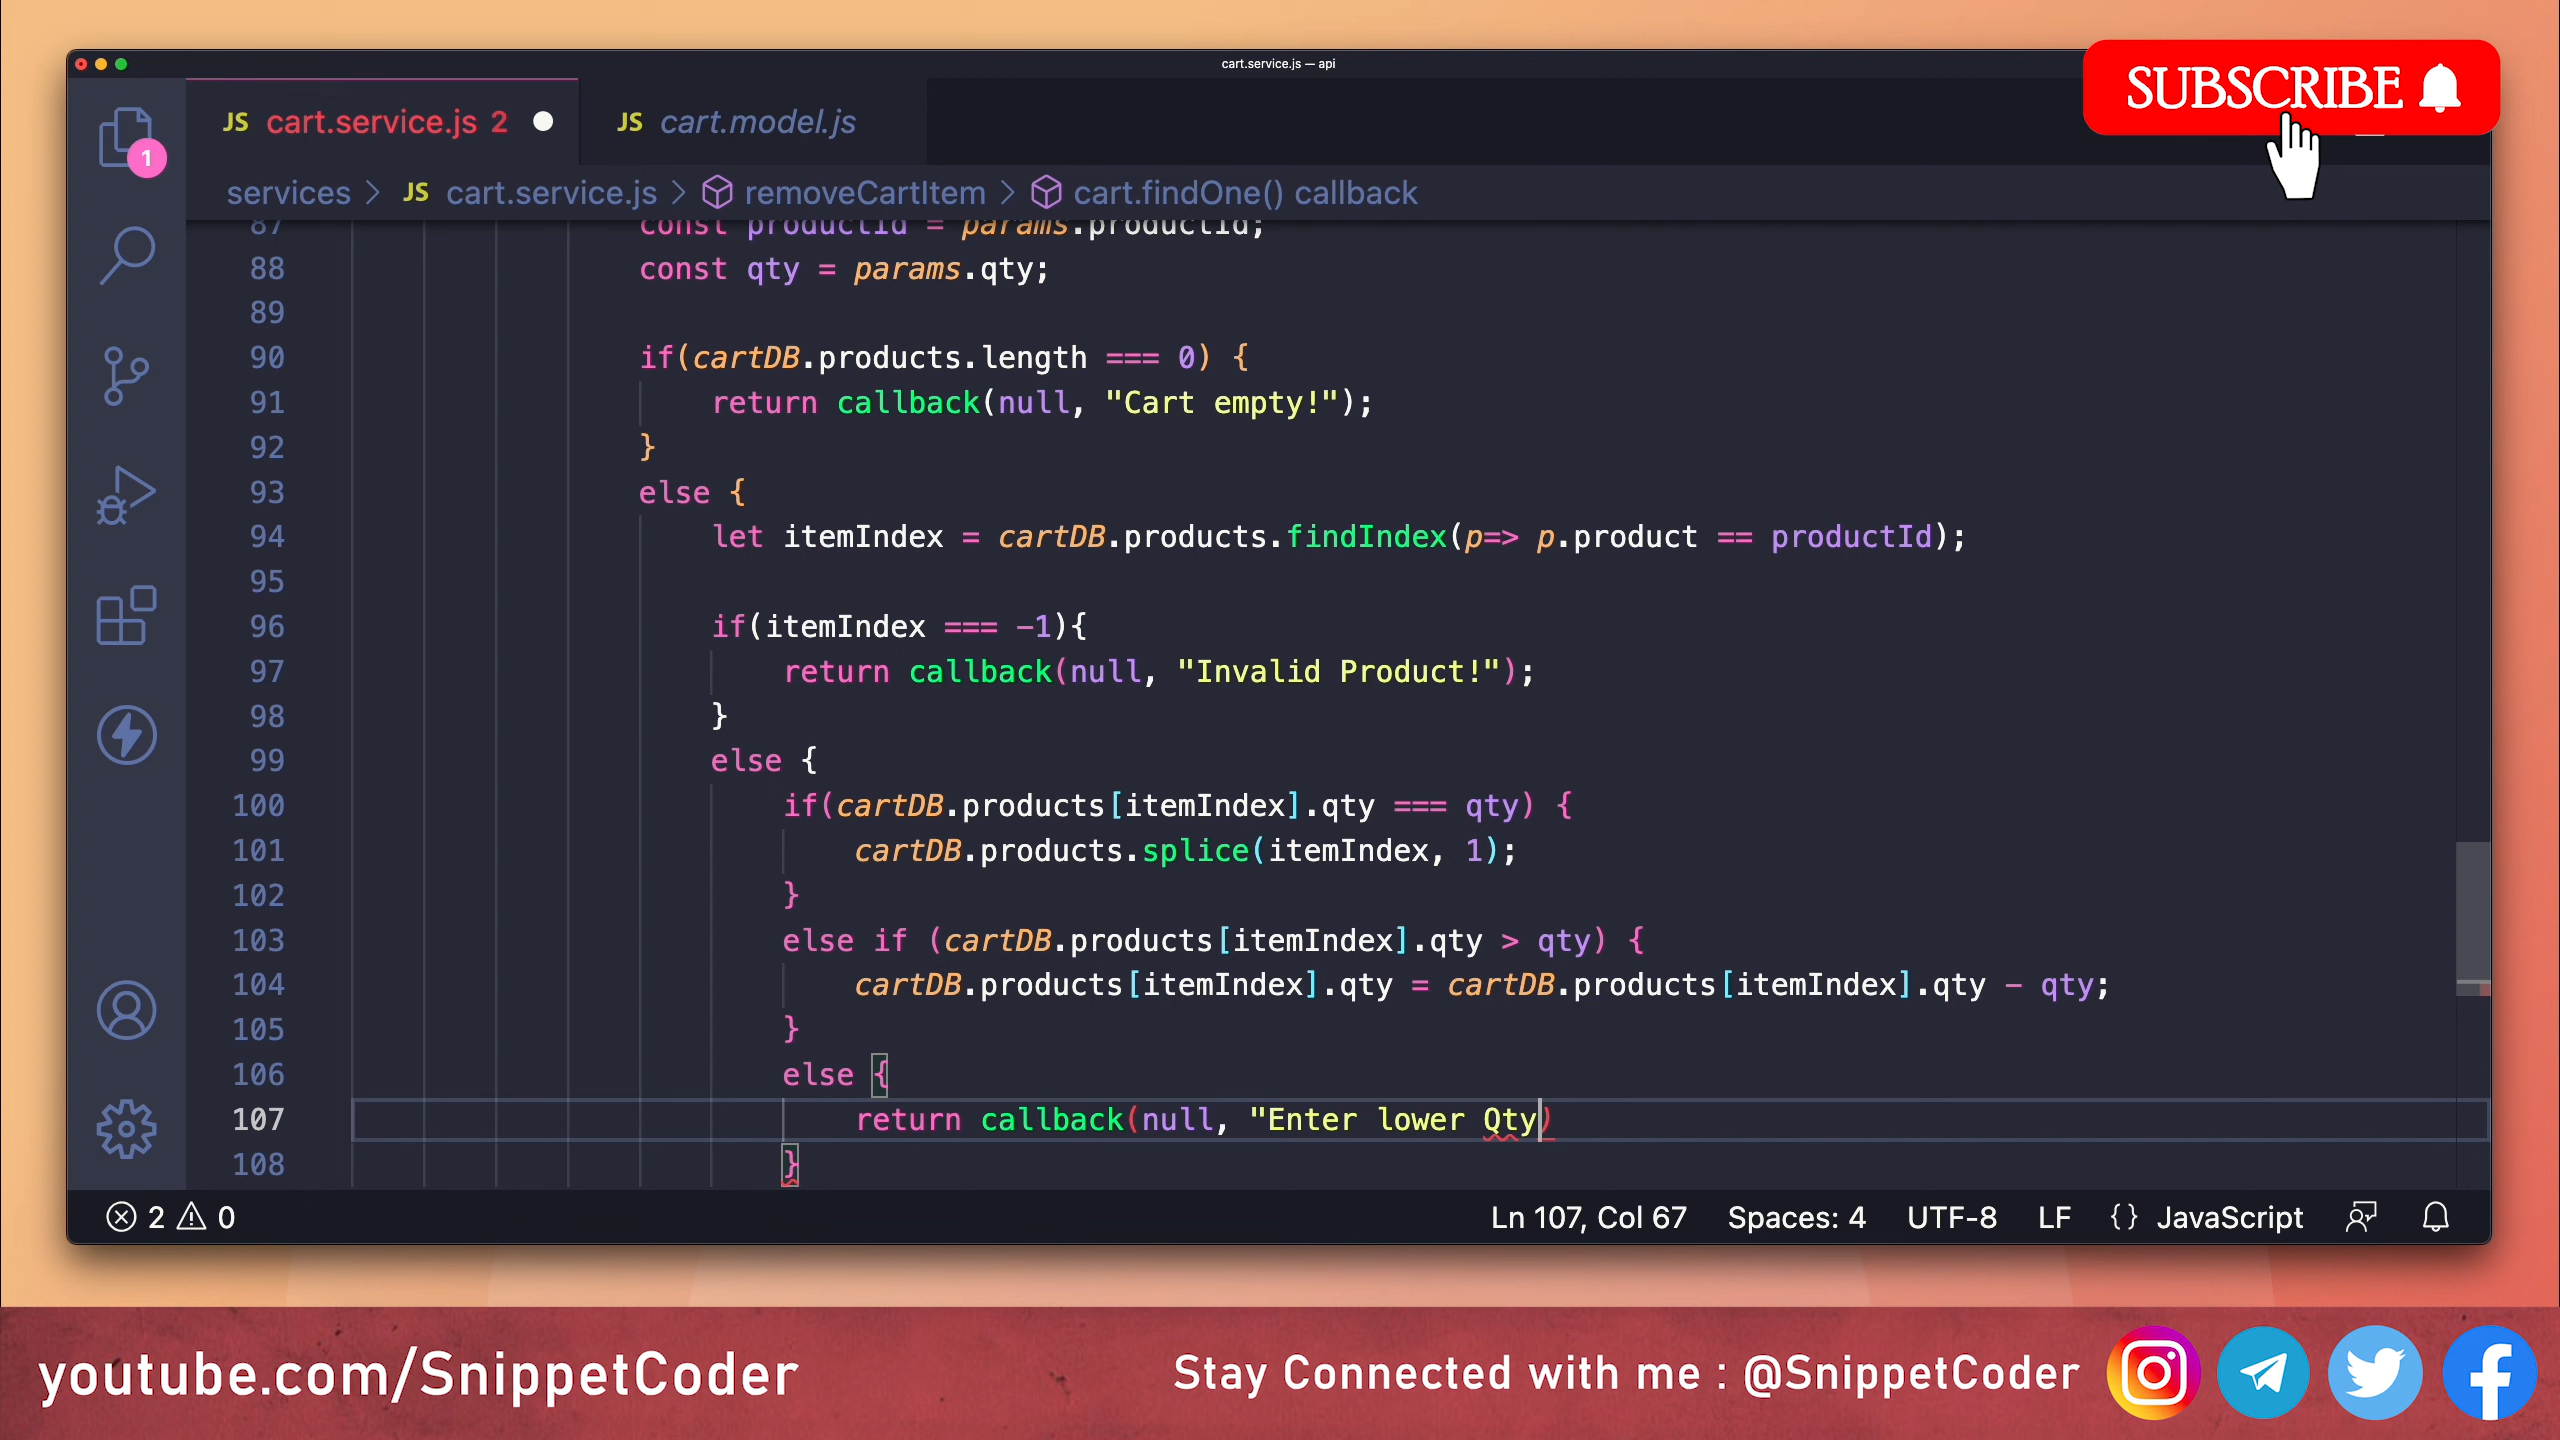 cart.service.js — api
SUBSCRIBE
JS cart.service.js 2
JS cart.model.js
1
services > JS cart.service.js > removeCartItem > cart.findOne() callback
87 const productId = params.productId;
88 const qty = params.qty;
89
90 if(cartDB.products.length === 0) {
91 return callback(null, "Cart empty!");
92 }
93 else {
94 let itemIndex = cartDB.products.findIndex(p=> p.product == productId);
95
96 if(itemIndex === -1){
97 return callback(null, "Invalid Product!");
98 }
99 else {
100 if(cartDB.products[itemIndex].qty === qty) {
101 cartDB.products.splice(itemIndex, 1);
102 }
103 else if (cartDB.products[itemIndex].qty > qty) {
104 cartDB.products[itemIndex].qty = cartDB.products[itemIndex].qty - qty;
105 }
106 else {
107 return callback(null, "Enter lower Qty)
108 }
2 0 Ln 107, Col 67 Spaces: 4 UTF-8 LF {} JavaScript
youtube.com/SnippetCoder
Stay Connected with me : @SnippetCoder